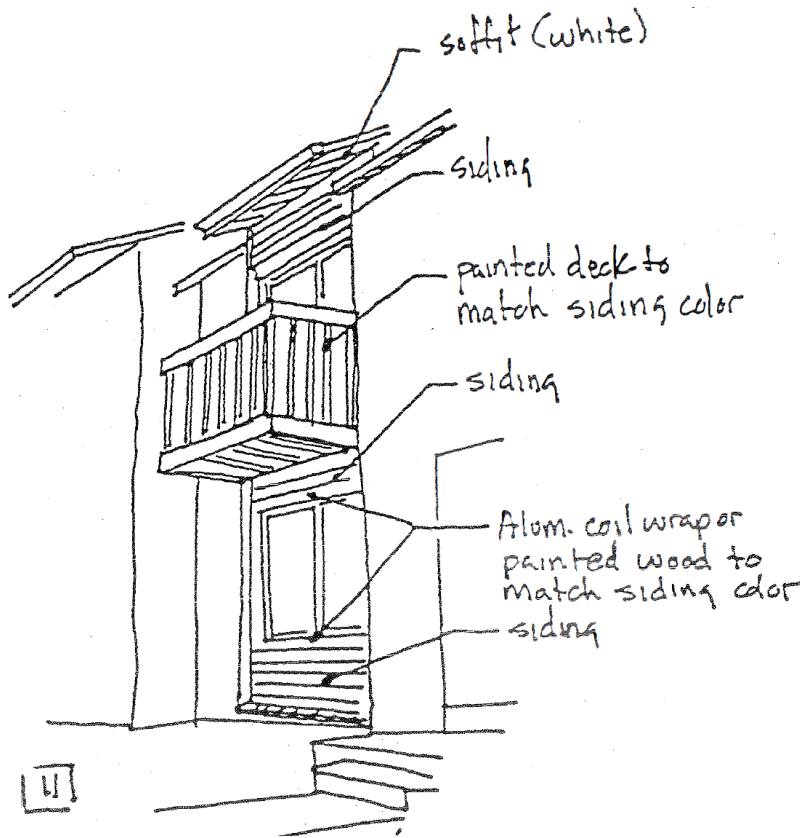 soffit (white)
siding
painted deck to
match siding color
siding
Alum. coil wrap or
painted wood to
match siding color
siding